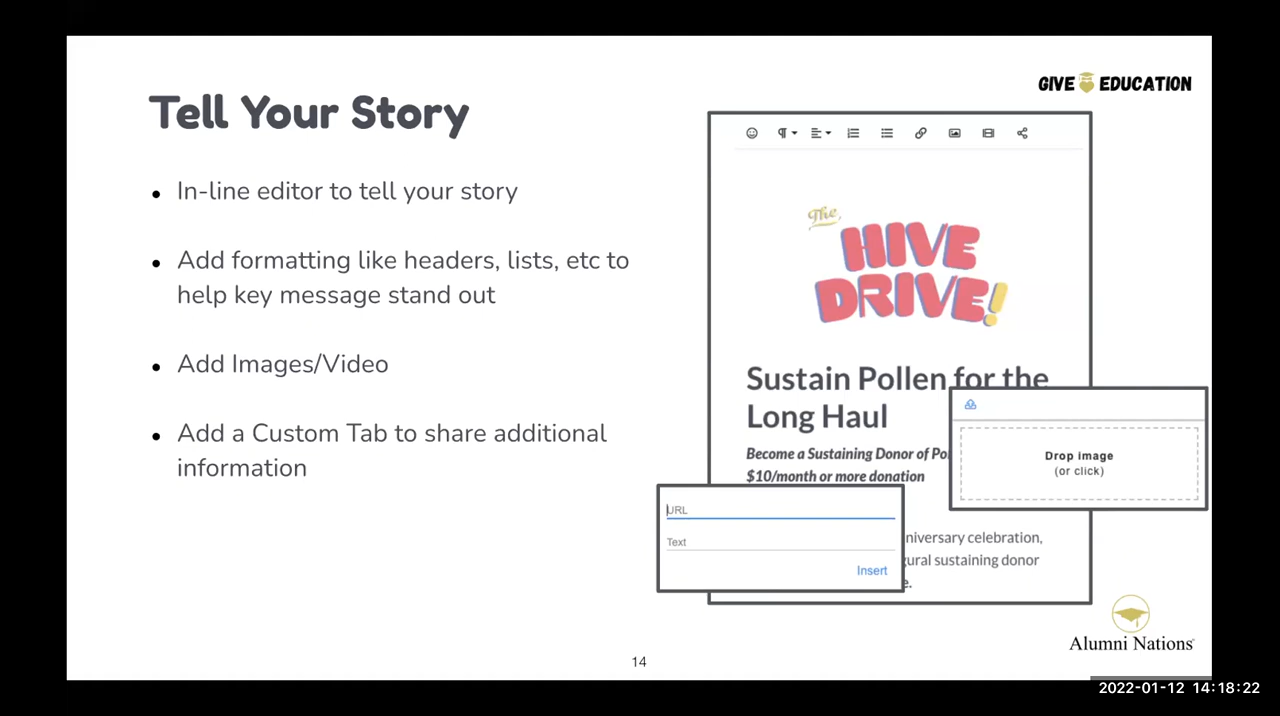 GIVE EDUCATION
Tell Your Story
• In-line editor to tell your story
• Add formatting like headers, lists, etc to
help key message stand out
• Add Images/Video
• Add a Custom Tab to share additional
information
The
HIVE
DRIVE!
Sustain Pollen for the
Long Haul
Become a Sustaining Donor of
$10/month or more donation
Drop image
(or click)
URL
Text
Insert
niversary celebration,
gural sustaining donor
e.
Alumni Nations
14
2022-01-12 14:18:22